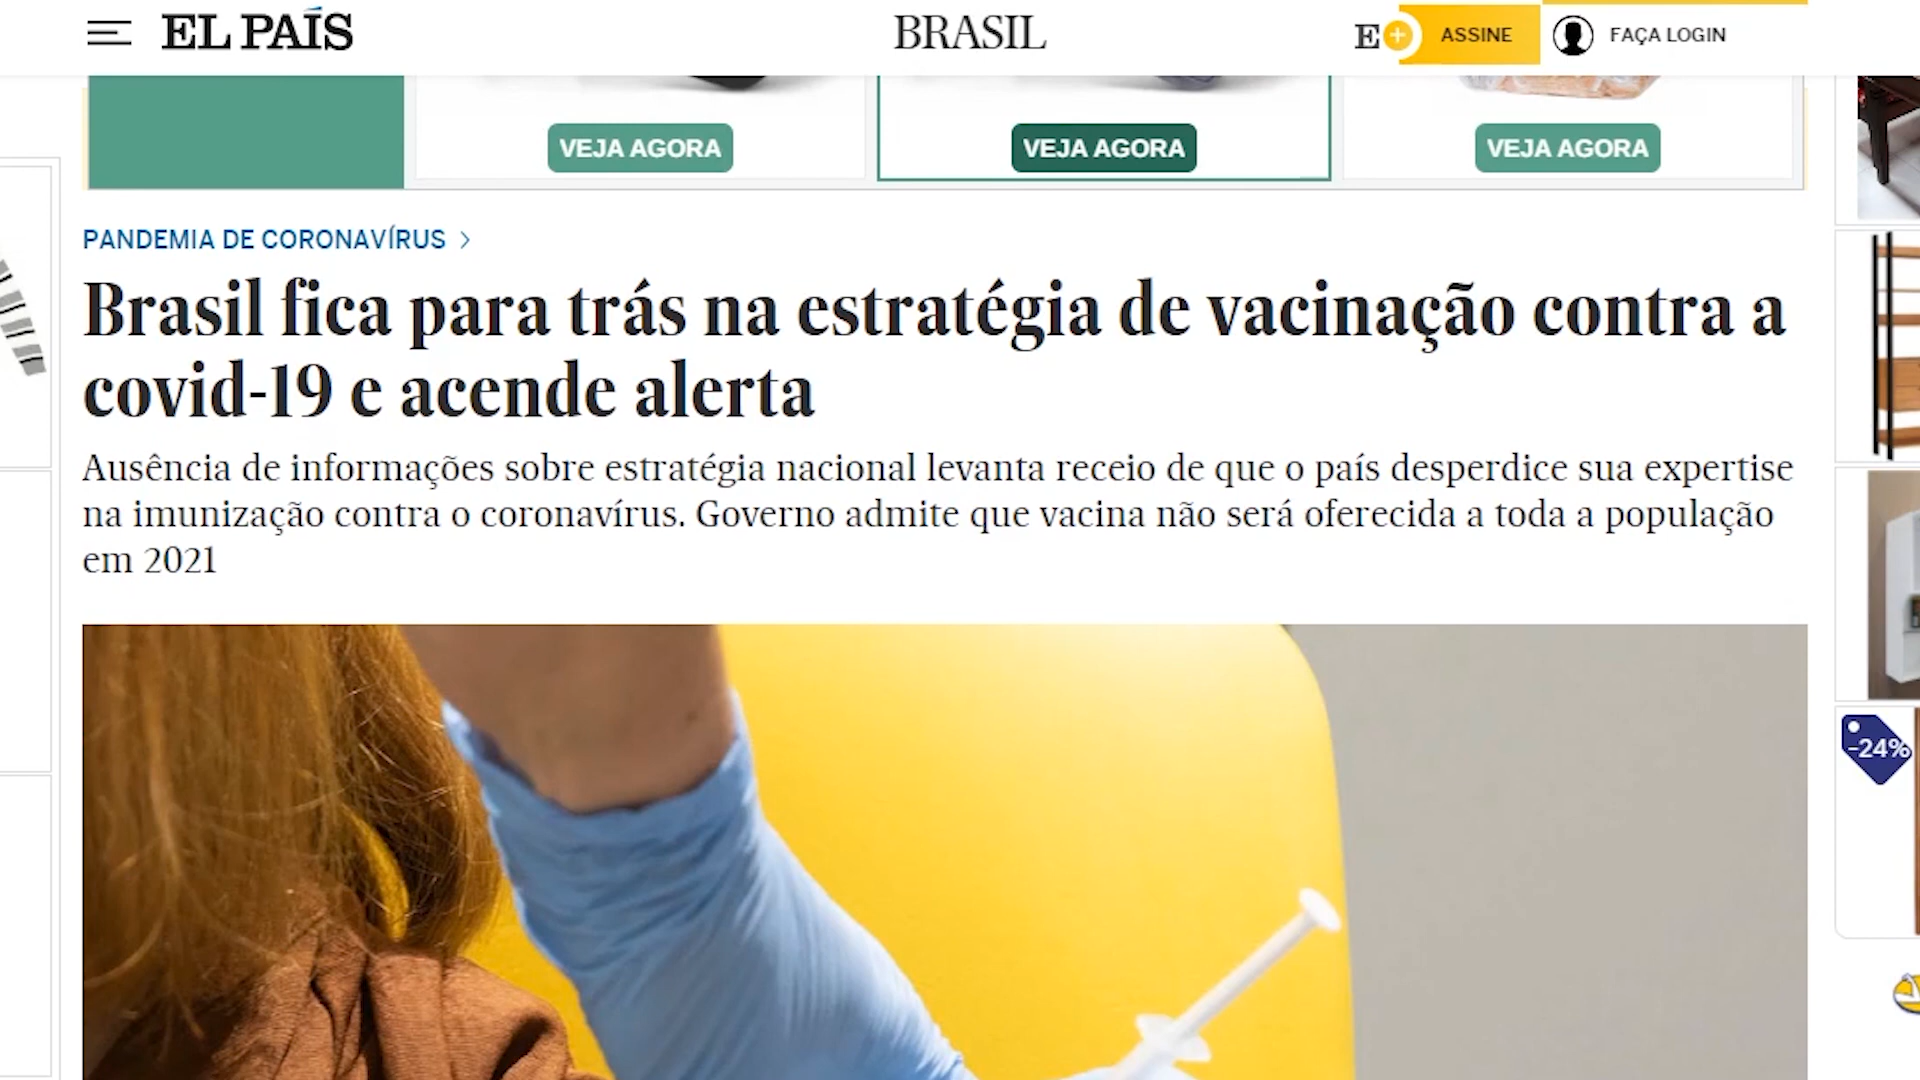 EL PAÍS
BRASIL
E+ ASSINE
FAÇA LOGIN
VEJA AGORA
VEJA AGORA
VEJA AGORA
PANDEMIA DE CORONAVÍRUS >
Brasil fica para trás na estratégia de vacinação contra a
covid-19 e acende alerta
Ausência de informações sobre estratégia nacional levanta receio de que o país desperdice sua expertise
na imunização contra o coronavírus. Governo admite que vacina não será oferecida a toda a população
em 2021
-24%